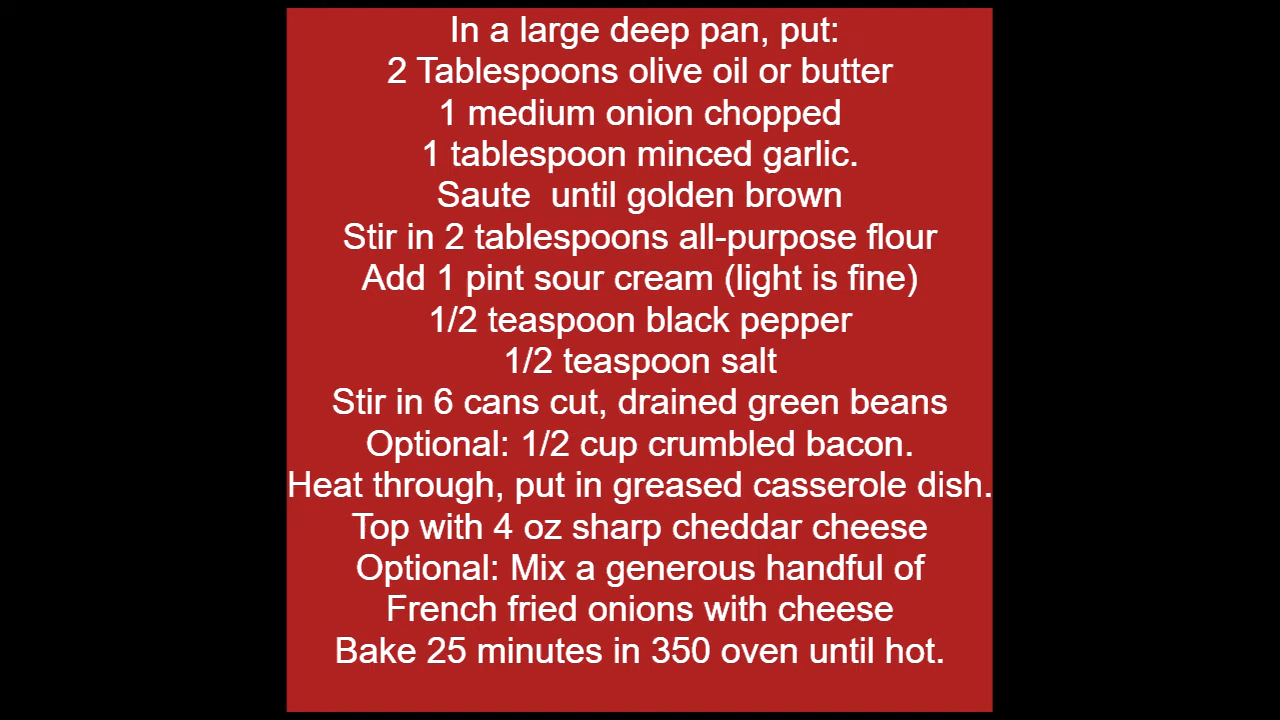 In a large deep pan, put:
2 Tablespoons olive oil or butter
1 medium onion chopped
1 tablespoon minced garlic.
Saute  until golden brown
Stir in 2 tablespoons all-purpose flour
Add 1 pint sour cream (light is fine)
1/2 teaspoon black pepper
1/2 teaspoon salt
Stir in 6 cans cut, drained green beans
Optional: 1/2 cup crumbled bacon.
Heat through, put in greased casserole dish.
Top with 4 oz sharp cheddar cheese
Optional: Mix a generous handful of
French fried onions with cheese
Bake 25 minutes in 350 oven until hot.